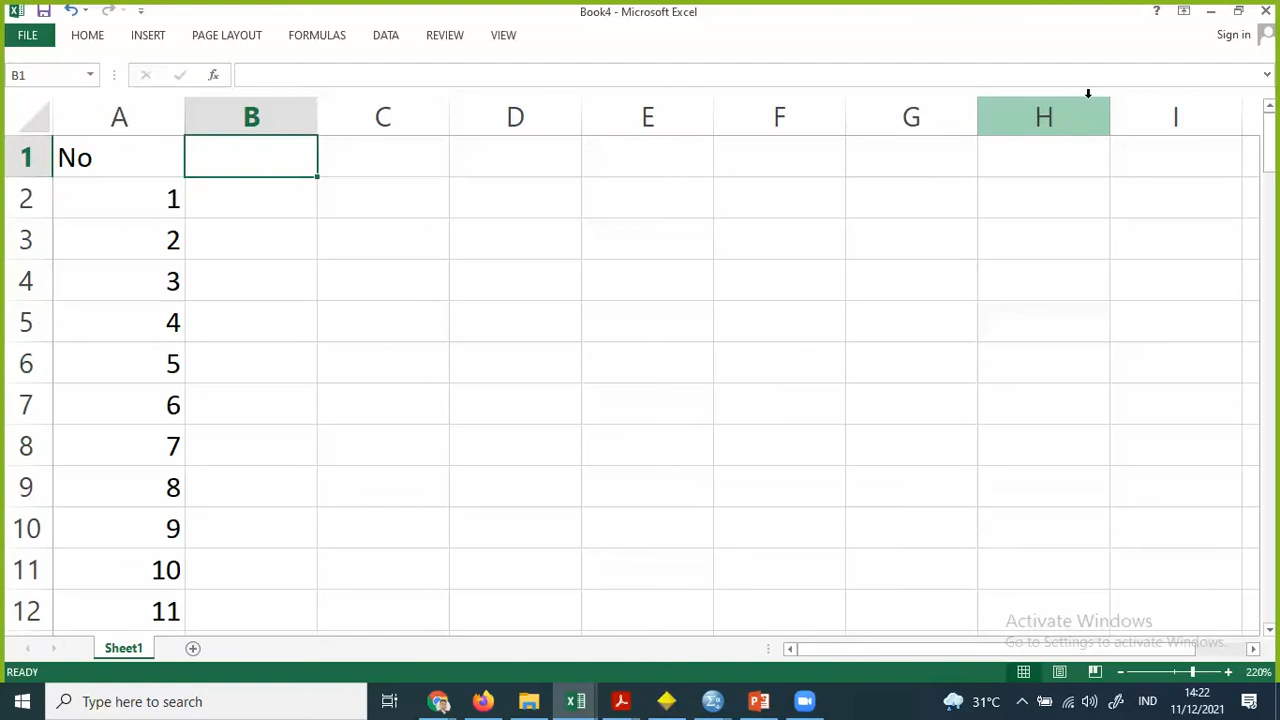 Book4 - Microsoft Excel
?
FILE HOME INSERT PAGE LAYOUT FORMULAS DATA REVIEW VIEW
Sign in
B1
fx
A B C D E F G H I
1 No
2 1
3 2
4 3
5 4
6 5
7 6
8 7
9 8
10 9
11 10
12 11
Activate Windows
Go to Settings to activate Windows.
Sheet1
READY
220%
Type here to search
31°C
IND
14:22
11/12/2021